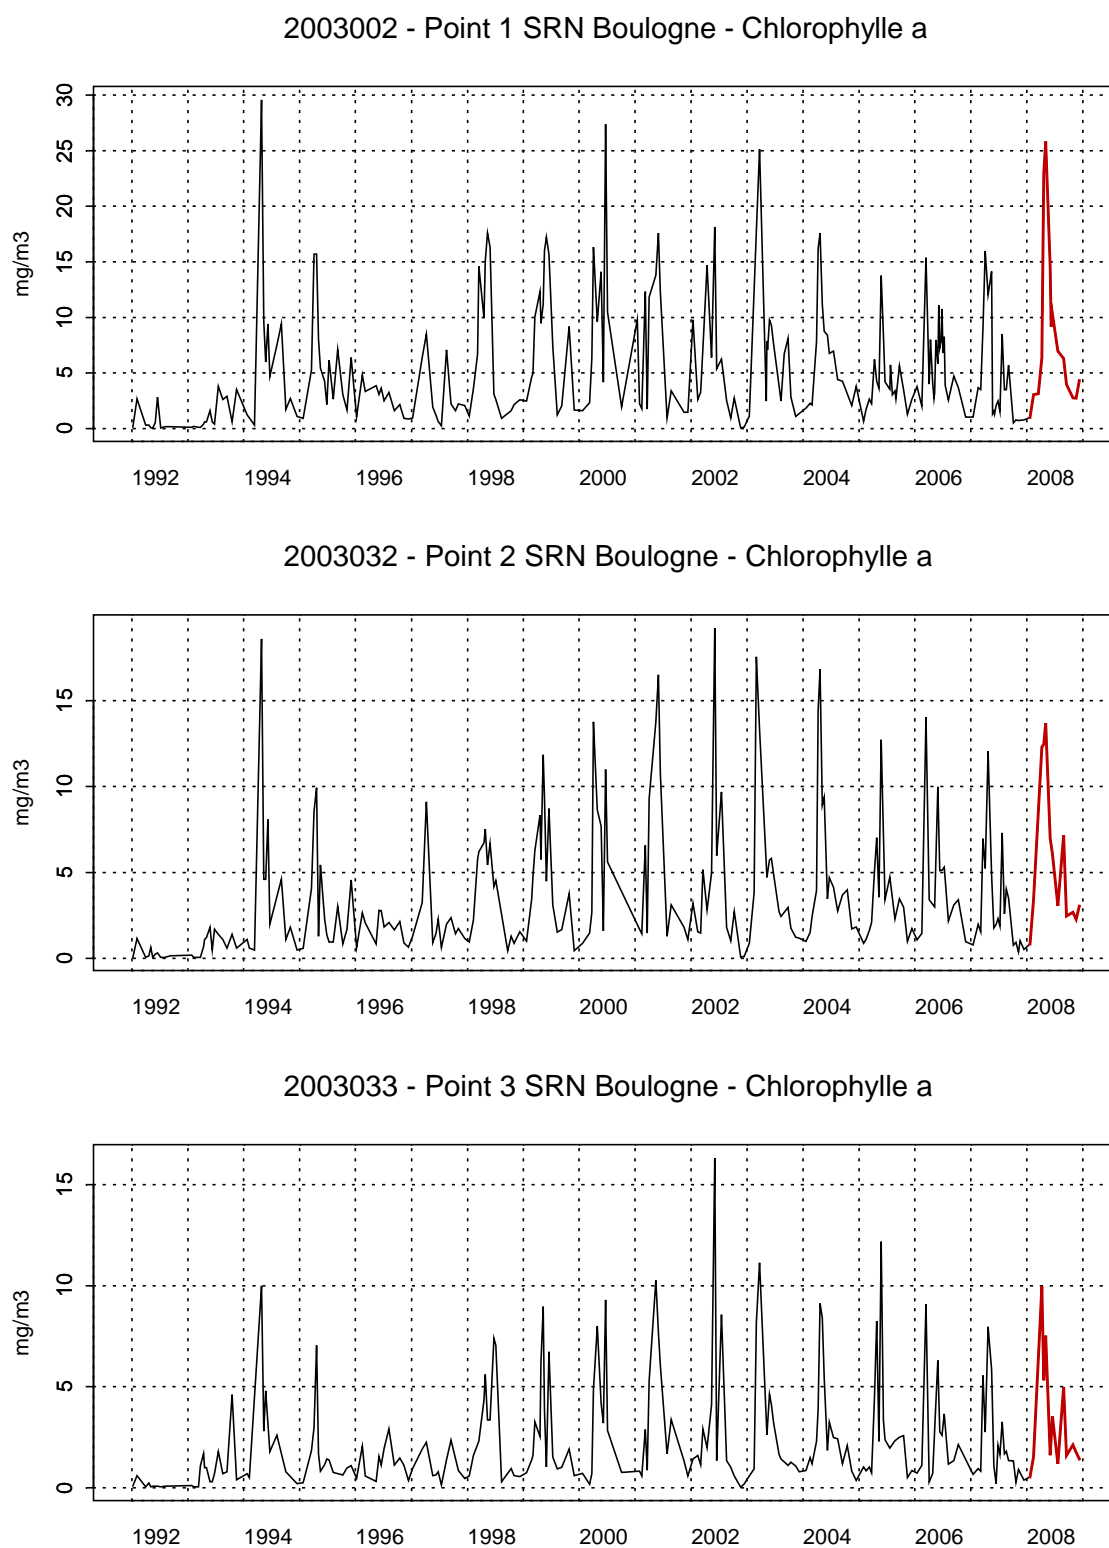 2003002 - Point 1 SRN Boulogne - Chlorophylle a
30
25
20
15
10
5
0
mg/m3
1992 1994 1996 1998 2000 2002 2004 2006 2008
2003032 - Point 2 SRN Boulogne - Chlorophylle a
15
10
5
0
mg/m3
1992 1994 1996 1998 2000 2002 2004 2006 2008
2003033 - Point 3 SRN Boulogne - Chlorophylle a
15
10
5
0
mg/m3
1992 1994 1996 1998 2000 2002 2004 2006 2008